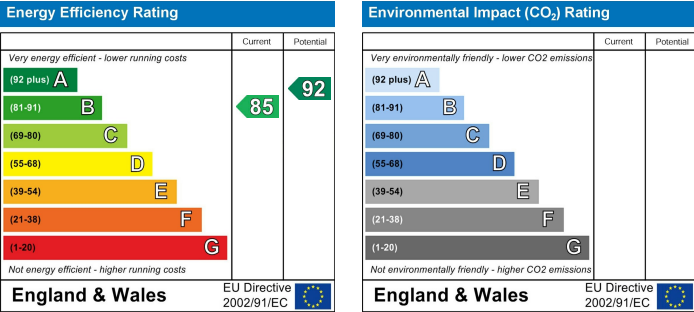 Energy Efficiency Rating
Current Potential
Very energy efficient - lower running costs
(92 plus) A
(81-91) B
(69-80) C
(55-68) D
(39-54) E
(21-38) F
(1-20) G
85
92
Not energy efficient - higher running costs
England & Wales
EU Directive
2002/91/EC
Environmental Impact (CO₂) Rating
Current Potential
Very environmentally friendly - lower CO2 emissions
(92 plus) A
(81-91) B
(69-80) C
(55-68) D
(39-54) E
(21-38) F
(1-20) G
Not environmentally friendly - higher CO2 emissions
England & Wales
EU Directive
2002/91/EC